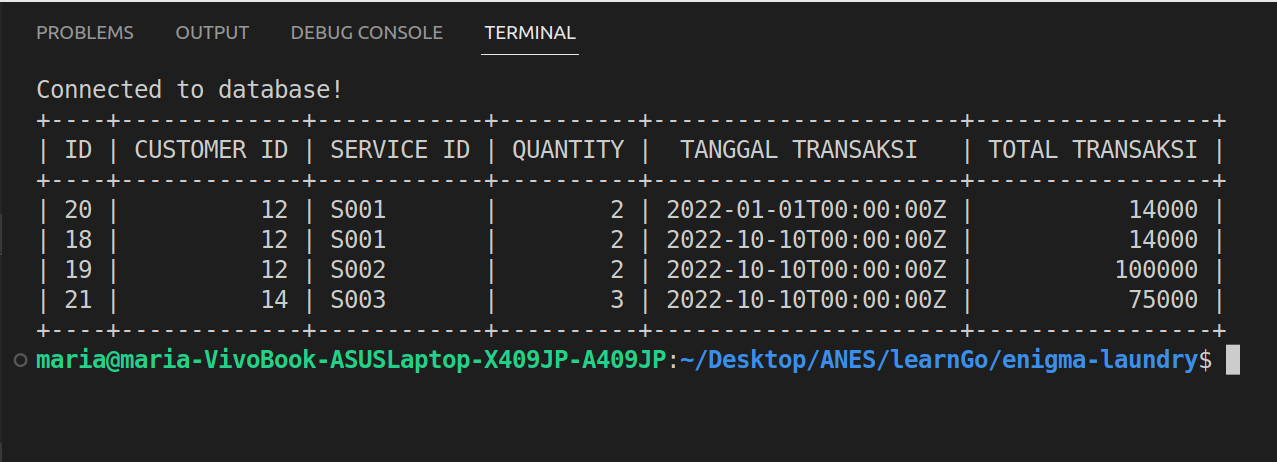 PROBLEMS OUTPUT DEBUG CONSOLE TERMINAL
Connected to database!
+----+-------------+------------+----------+----------------------+-----------------+
| ID | CUSTOMER ID | SERVICE ID | QUANTITY |  TANGGAL TRANSAKSI   | TOTAL TRANSAKSI |
+----+-------------+------------+----------+----------------------+-----------------+
| 20 |          12 | S001       |        2 | 2022-01-01T00:00:00Z |           14000 |
| 18 |          12 | S001       |        2 | 2022-10-10T00:00:00Z |           14000 |
| 19 |          12 | S002       |        2 | 2022-10-10T00:00:00Z |          100000 |
| 21 |          14 | S003       |        3 | 2022-10-10T00:00:00Z |           75000 |
+----+-------------+------------+----------+----------------------+-----------------+
maria@maria-VivoBook-ASUSLaptop-X409JP-A409JP:~/Desktop/ANES/learnGo/enigma-laundry$